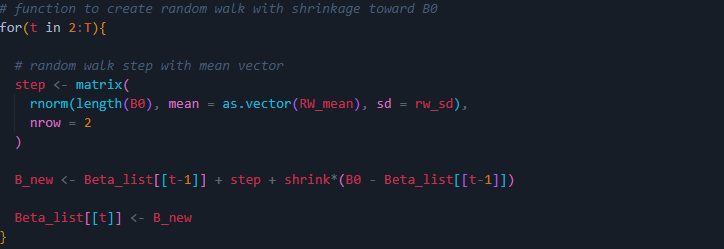 # function to create random walk with shrinkage toward B0
for(t in 2:T){
  # random walk step with mean vector
  step <- matrix(
    rnorm(length(B0), mean = as.vector(RW_mean), sd = rw_sd),
    nrow = 2
  )
  B_new <- Beta_list[[t-1]] + step + shrink*(B0 - Beta_list[[t-1]])
  Beta_list[[t]] <- B_new
}